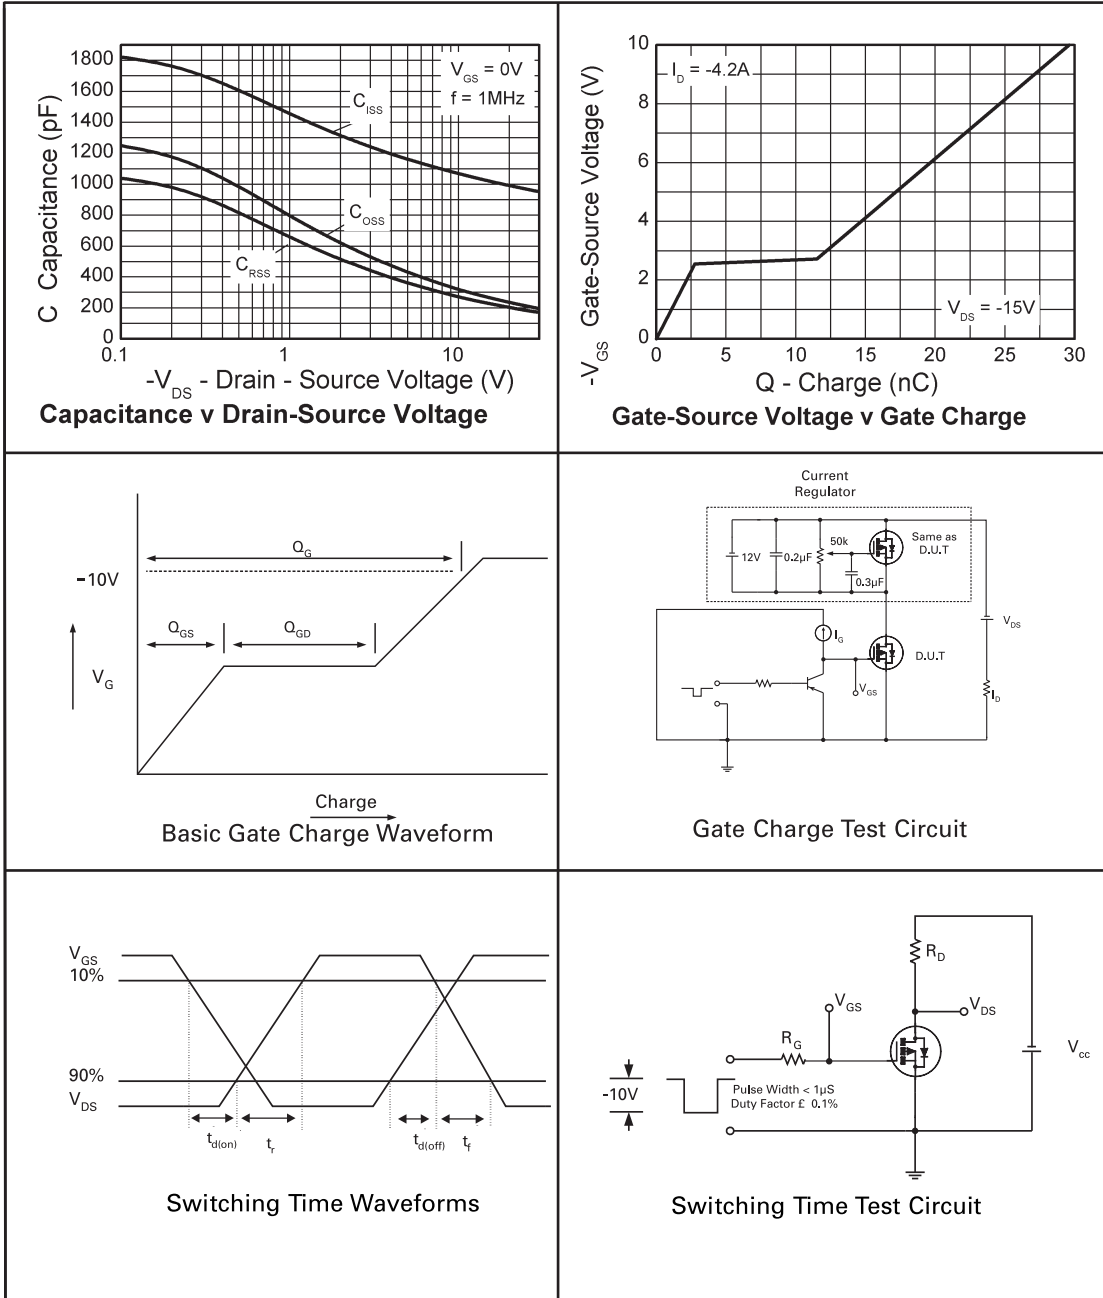 1800
1600
1400
1200
1000
800
600
400
200
0
0.1
1
10
C Capacitance (pF)
V_GS = 0V
f = 1MHz
C_ISS
C_OSS
C_RSS
-V_DS - Drain - Source Voltage (V)
Capacitance v Drain-Source Voltage
10
8
6
4
2
0
0
5
10
15
20
25
30
-V_GS Gate-Source Voltage (V)
I_D = -4.2A
V_DS = -15V
Q - Charge (nC)
Gate-Source Voltage v Gate Charge
Q_G
-10V
Q_GS
Q_GD
V_G
Charge
Basic Gate Charge Waveform
Current
Regulator
12V
0.2µF
50k
0.3µF
Same as
D.U.T
I_G
V_DS
D.U.T
V_GS
I_D
Gate Charge Test Circuit
V_GS
10%
90%
V_DS
t_d(on)
t_r
t_d(off)
t_f
Switching Time Waveforms
R_D
V_GS
V_DS
R_G
V_cc
-10V
Pulse Width < 1µS
Duty Factor £ 0.1%
Switching Time Test Circuit